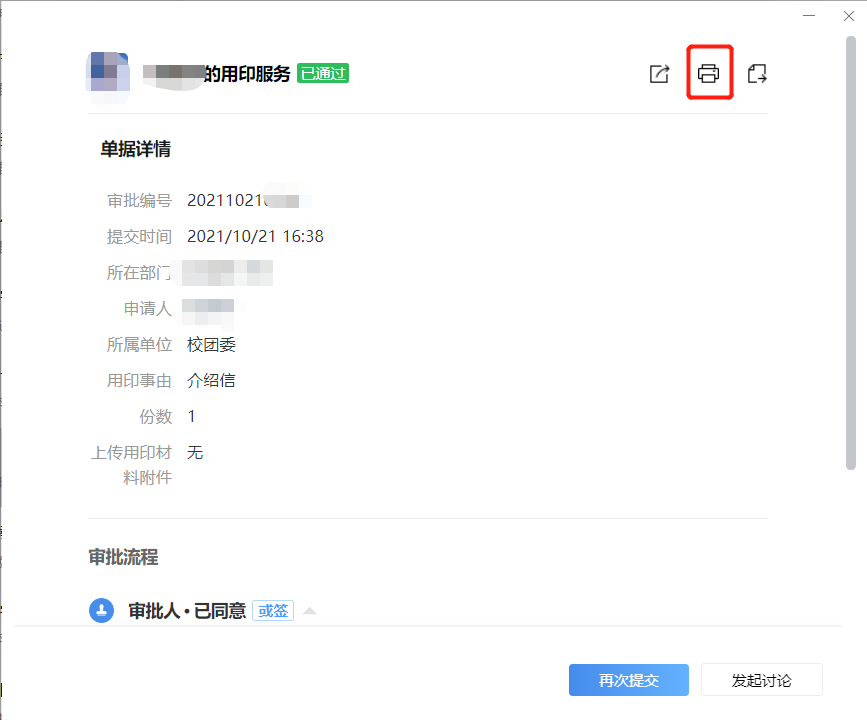 的用印服务 已通过
单据详情
审批编号 20211021
提交时间 2021/10/21 16:38
所在部门
申请人
所属单位 校团委
用印事由 介绍信
份数 1
上传用印材 无
料附件
审批流程
审批人·已同意 或签
再次提交 发起讨论